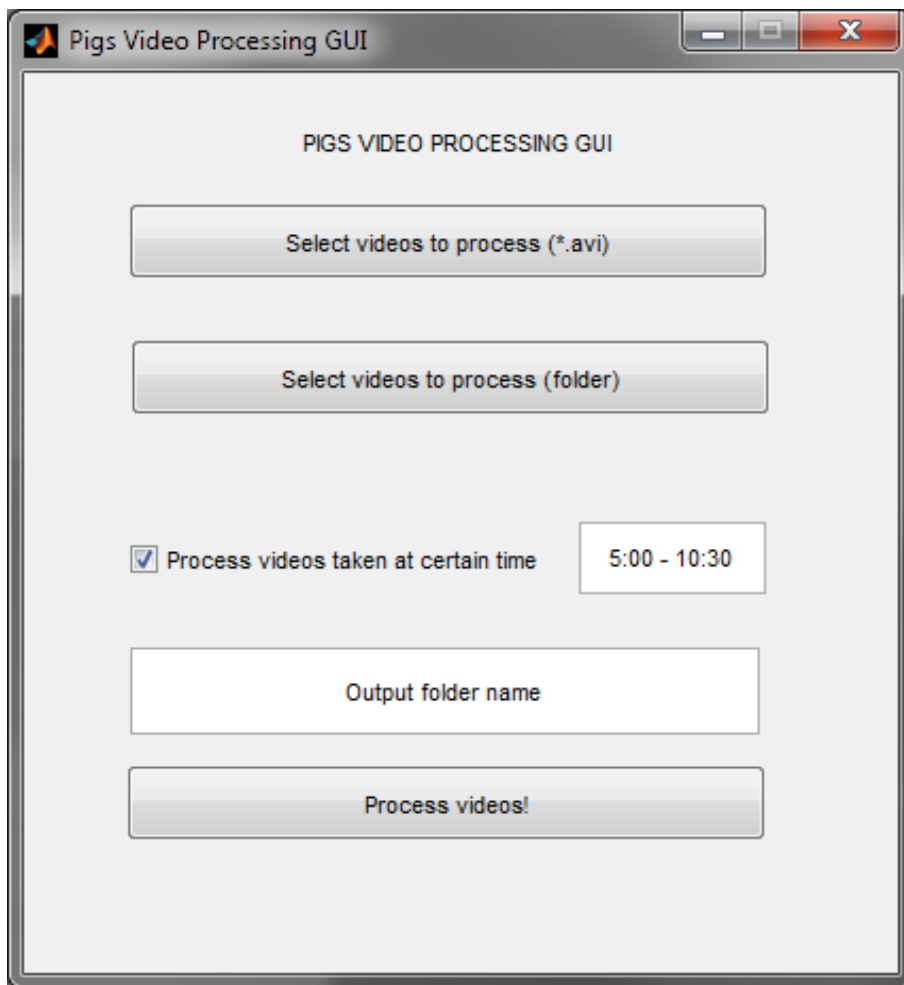 Pigs Video Processing GUI
PIGS VIDEO PROCESSING GUI
Select videos to process (*.avi)
Select videos to process (folder)
Process videos taken at certain time
5:00 - 10:30
Output folder name
Process videos!